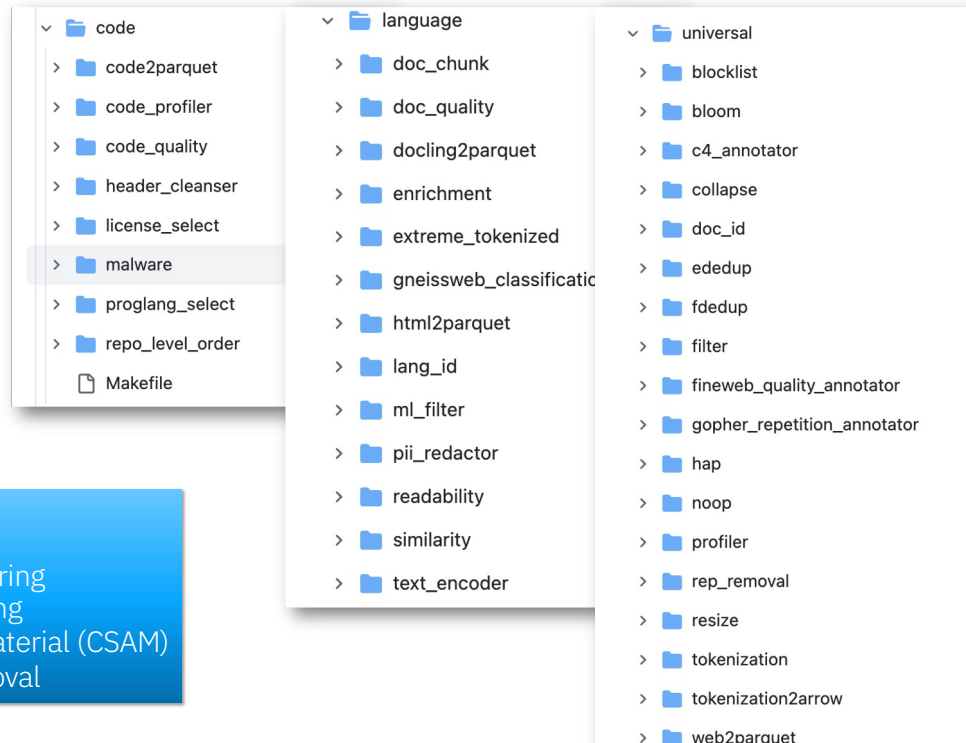 code
code2parquet
code_profiler
code_quality
header_cleanser
license_select
malware
proglang_select
repo_level_order
Makefile
language
doc_chunk
doc_quality
docling2parquet
enrichment
extreme_tokenized
gneissweb_classificatio
html2parquet
lang_id
ml_filter
pii_redactor
readability
similarity
text_encoder
universal
blocklist
bloom
c4_annotator
collapse
doc_id
ededup
fdedup
filter
fineweb_quality_annotator
gopher_repetition_annotator
hap
noop
profiler
rep_removal
resize
tokenization
tokenization2arrow
web2parquet
ring
ng
aterial (CSAM)
oval